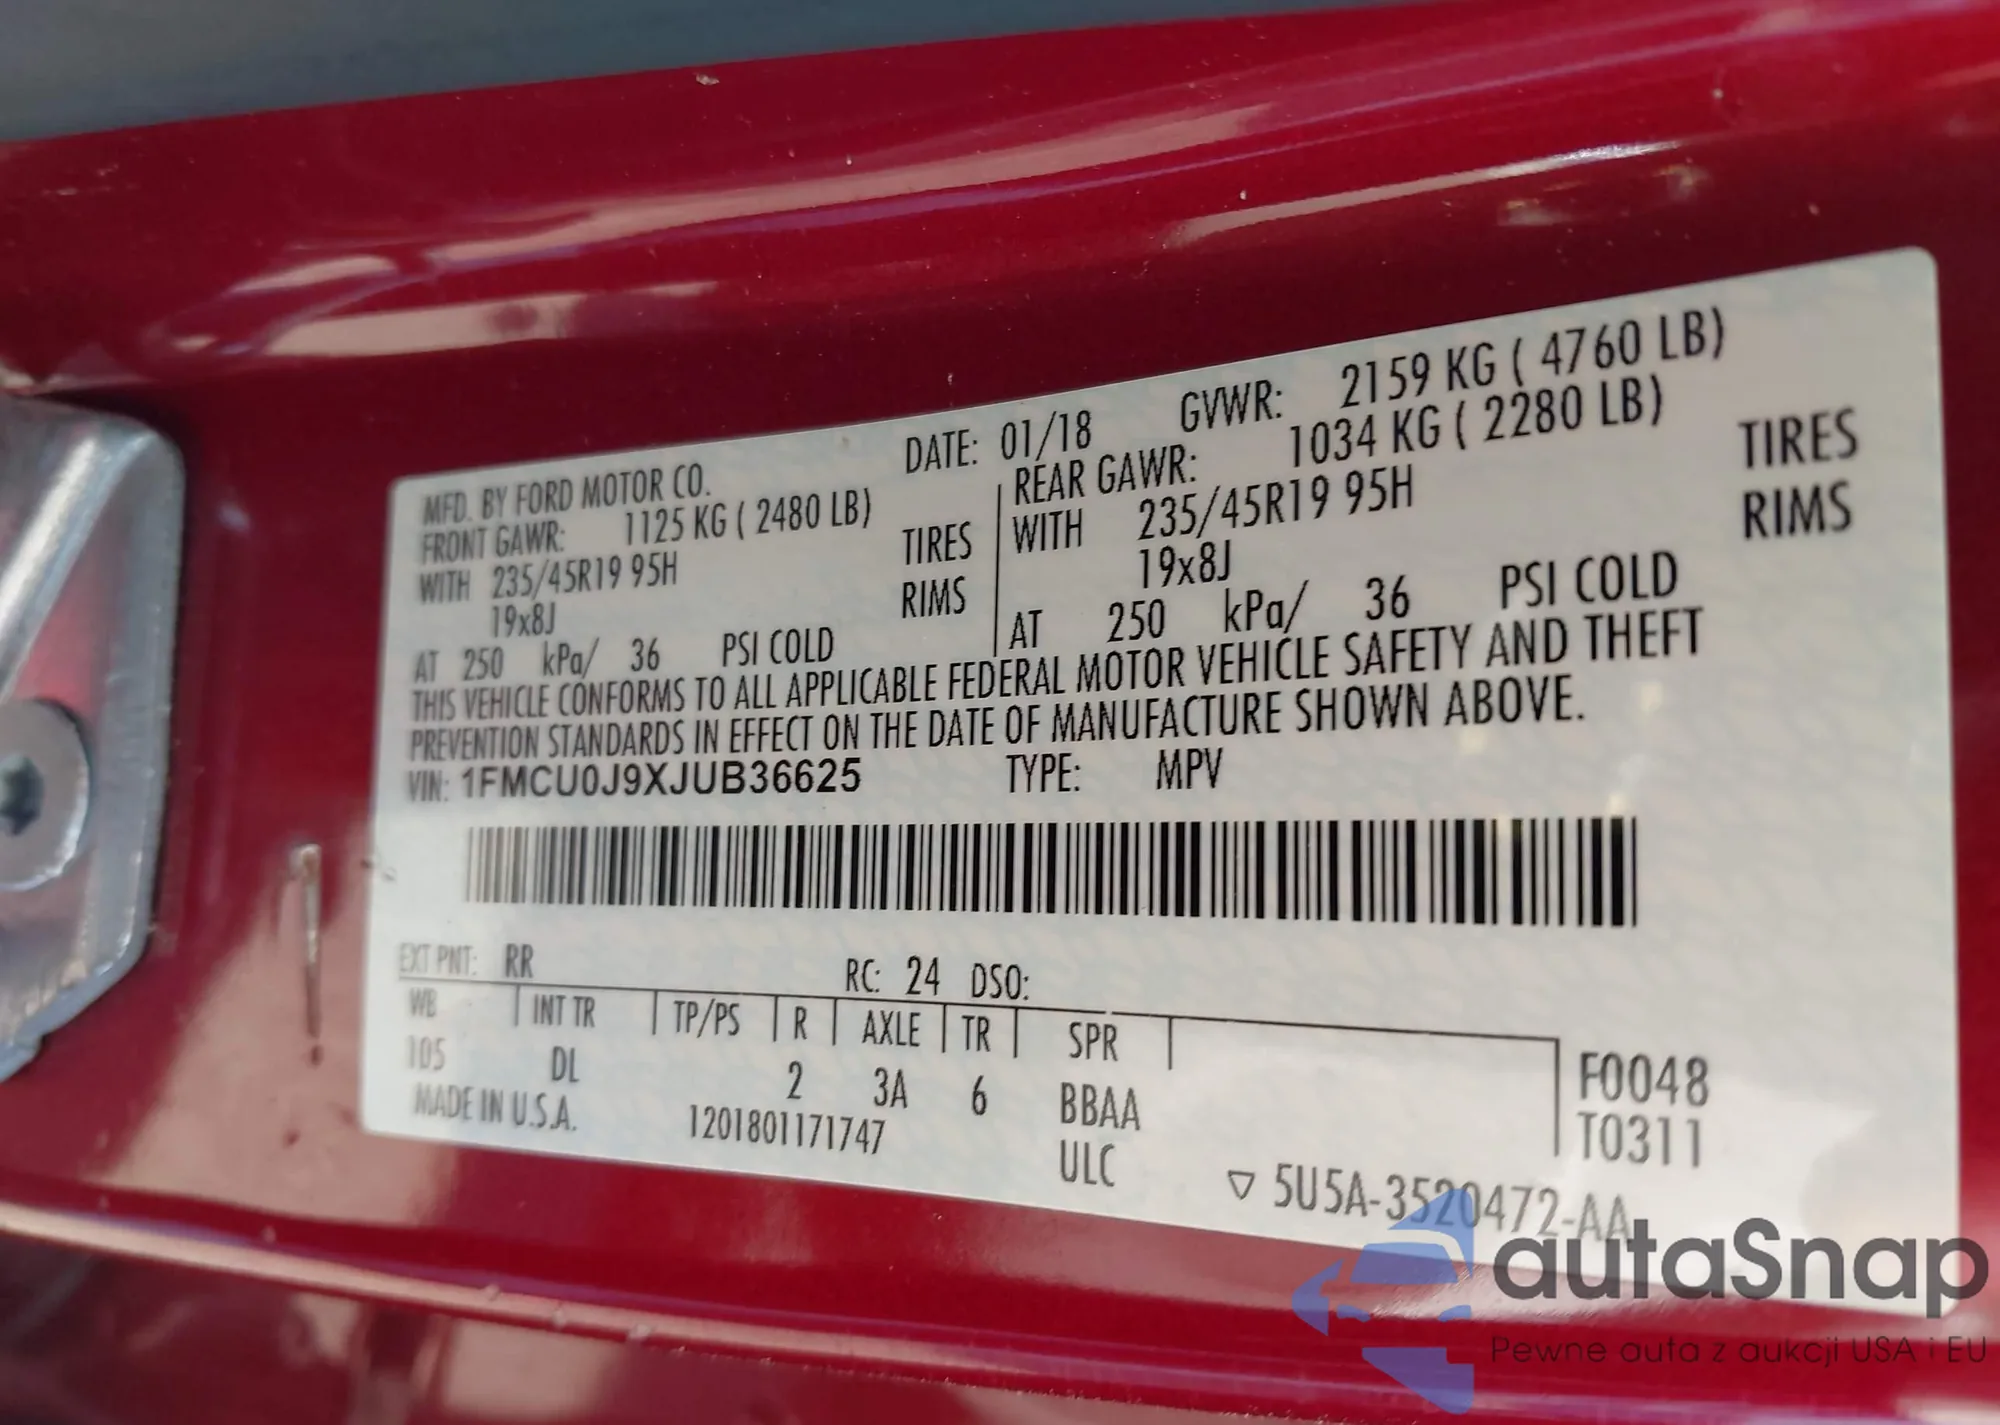 MFD. BY FORD MOTOR CO. DATE: 01/18 GVWR: 2159 KG ( 4760 LB)
FRONT GAWR: 1125 KG ( 2480 LB)
WITH 235/45R19 95H TIRES
19x8J RIMS
AT 250 kPa/ 36 PSI COLD
REAR GAWR: 1034 KG ( 2280 LB)
WITH 235/45R19 95H TIRES
19x8J RIMS
AT 250 kPa/ 36 PSI COLD
THIS VEHICLE CONFORMS TO ALL APPLICABLE FEDERAL MOTOR VEHICLE SAFETY AND THEFT
PREVENTION STANDARDS IN EFFECT ON THE DATE OF MANUFACTURE SHOWN ABOVE.
VIN: 1FMCU0J9XJUB36625 TYPE: MPV
EXT PNT: RR RC: 24 DSO:
WB INT TR TP/PS R AXLE TR SPR
105 DL 2 3A 6 BBAA F0048
MADE IN U.S.A. 1201801171747 ULC T0311
▽ 5U5A-3520472-AA
autaSnap
Pewne auta z aukcji USA i EU